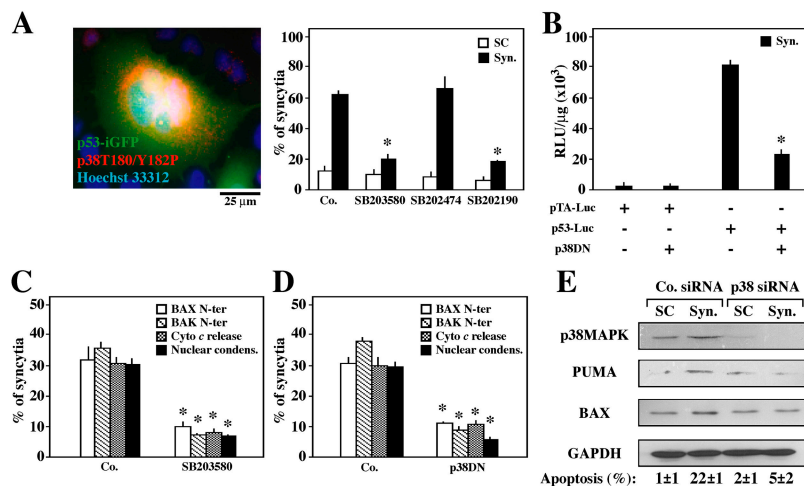 A
p53-iGFP
p38T180/Y182P
Hoechst 33312
25 µm
% of syncytia
100
80
60
40
20
0
SC
Syn.
*
*
Co. SB203580 SB202474 SB202190
B
RLU/µg (x10³)
100
80
60
40
20
0
Syn.
*
pTA-Luc + + - -
p53-Luc - - + +
p38DN - + - +
C
% of syncytia
50
40
30
20
10
0
BAX N-ter
BAK N-ter
Cyto c release
Nuclear condens.
* * * *
Co. SB203580
D
% of syncytia
50
40
30
20
10
0
BAX N-ter
BAK N-ter
Cyto c release
Nuclear condens.
* * * *
Co. p38DN
E
Co. siRNA p38 siRNA
SC Syn. SC Syn.
p38MAPK
PUMA
BAX
GAPDH
Apoptosis (%): 1±1 22±1 2±1 5±2